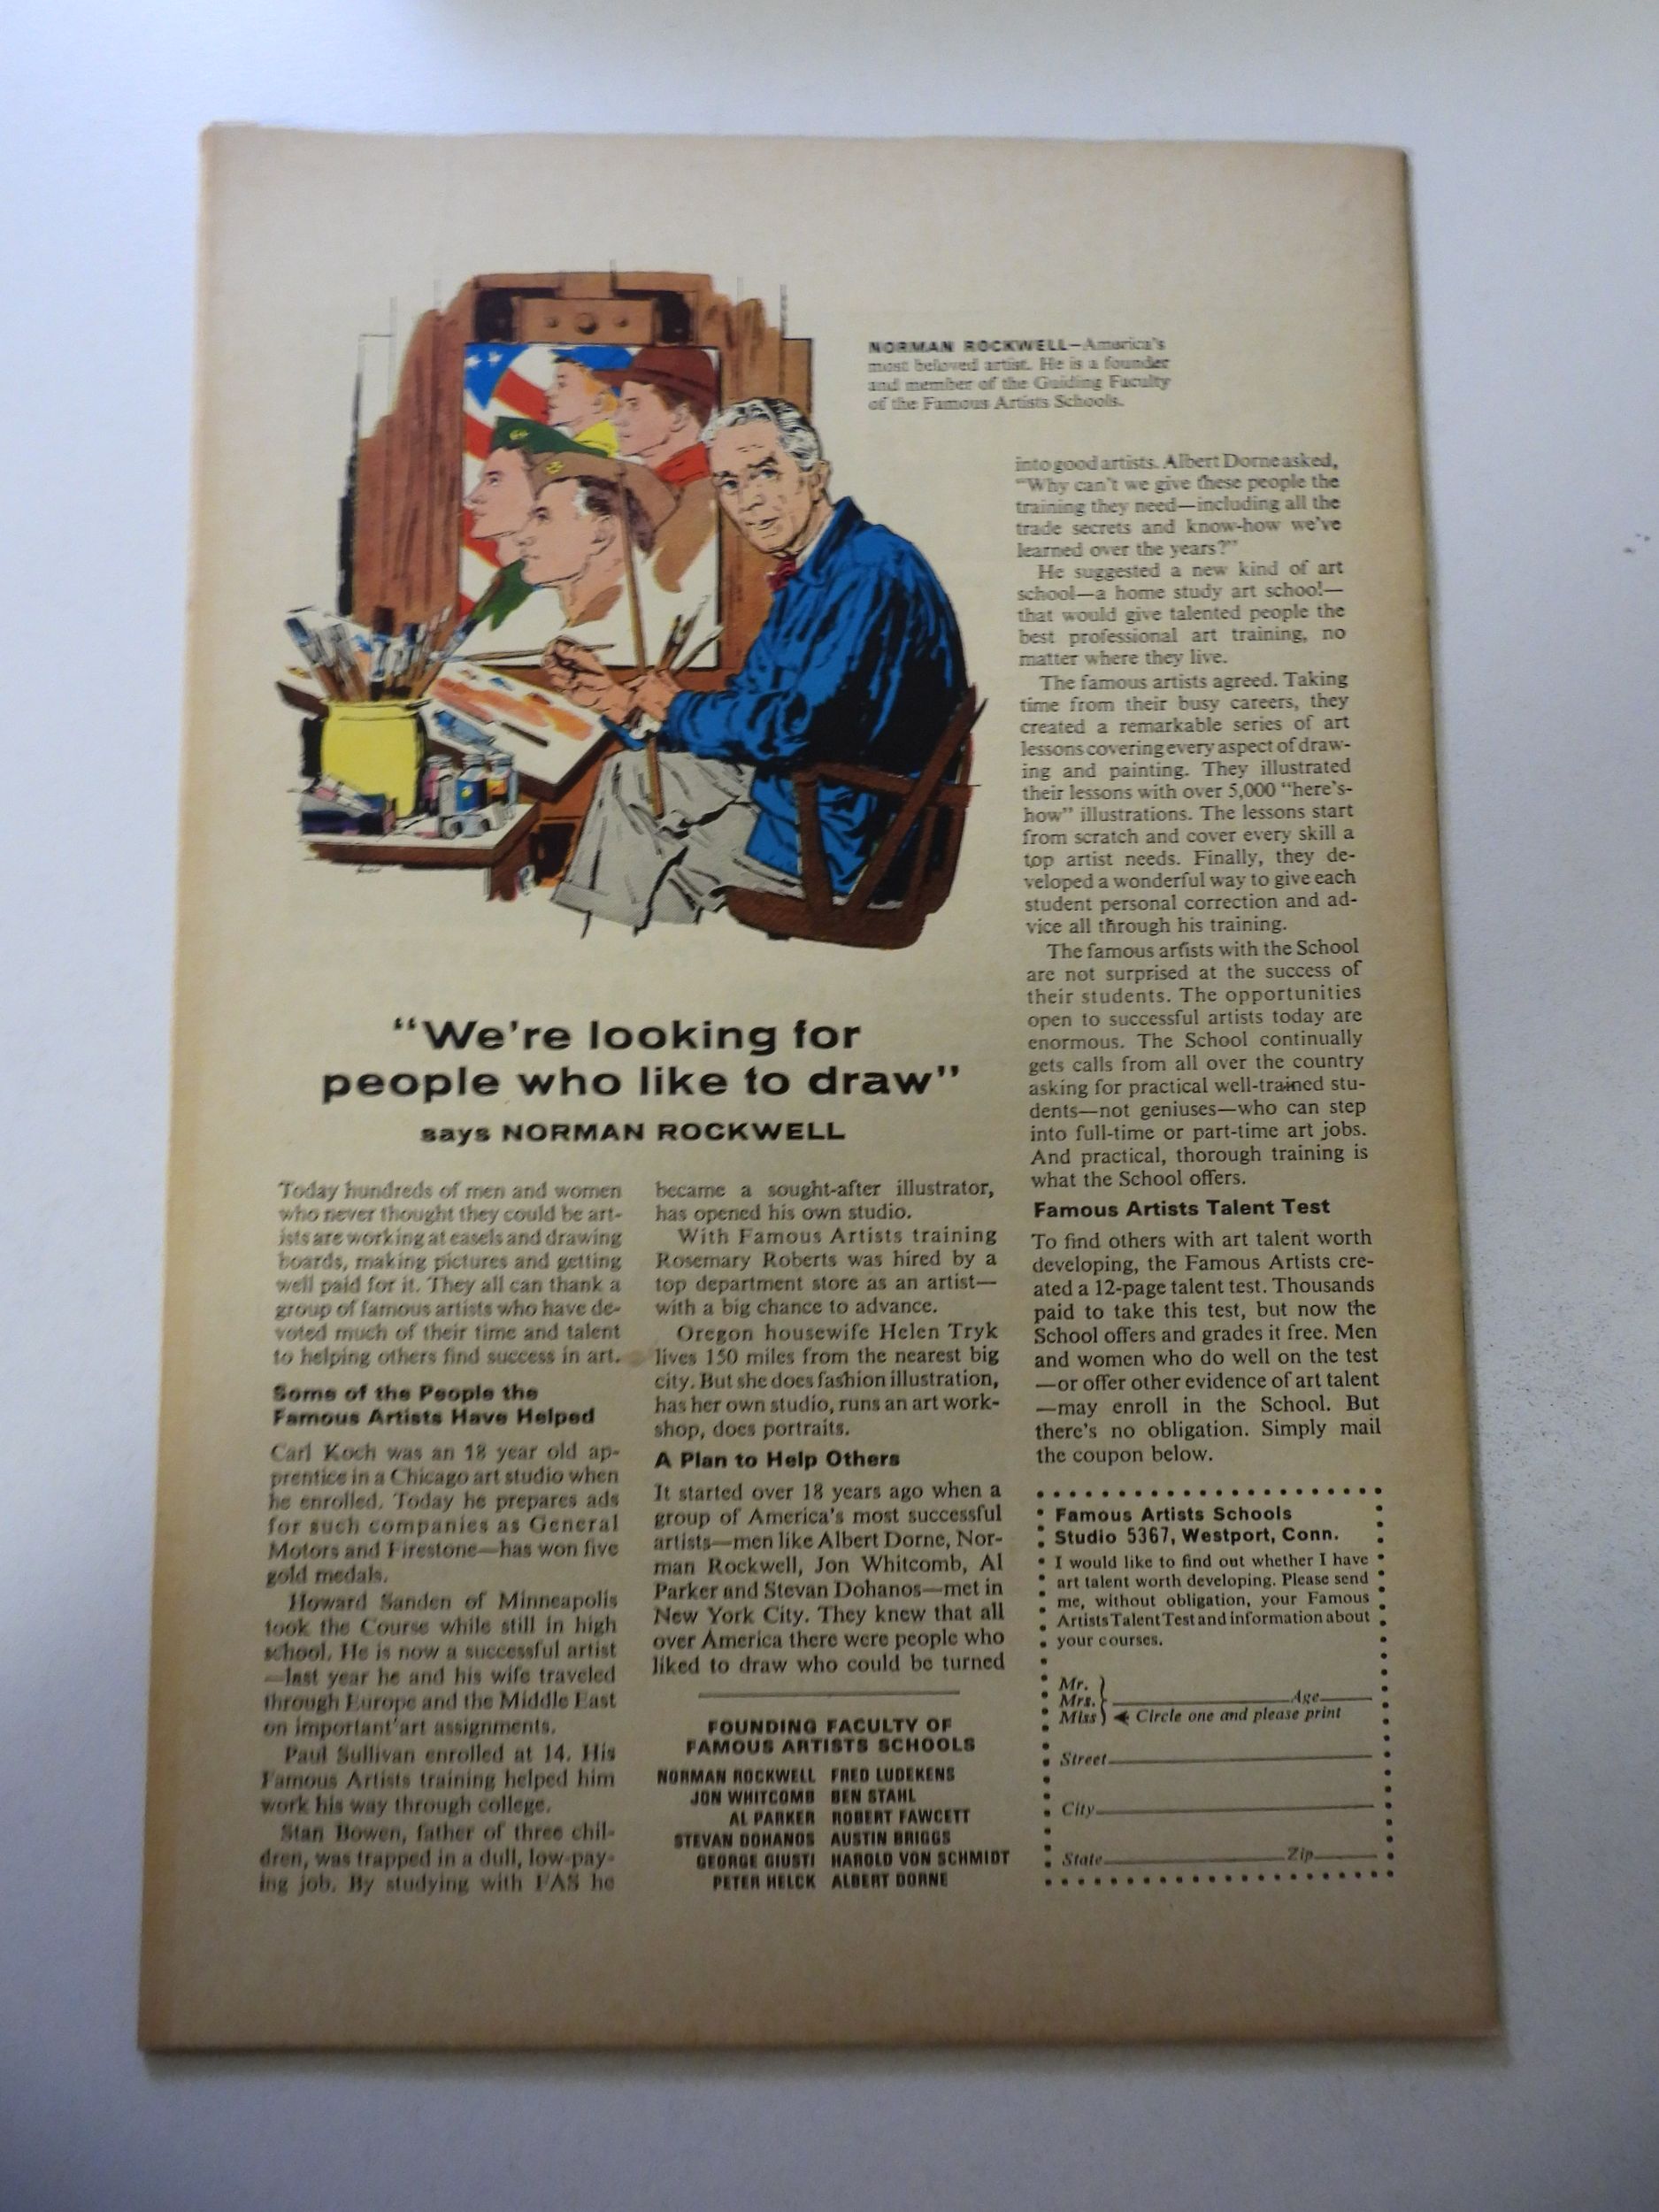 NORMAN ROCKWELL—America's
most beloved artist. He is a founder
and member of the Guiding Faculty
of the Famous Artists Schools.
"We're looking for
people who like to draw"
says NORMAN ROCKWELL
Today hundreds of men and women
who never thought they could be art-
ists are working at easels and drawing
boards, making pictures and getting
well paid for it. They all can thank a
group of famous artists who have de-
voted much of their time and talent
to helping others find success in art.
Some of the People the
Famous Artists Have Helped
Carl Koch was an 18 year old ap-
prentice in a Chicago art studio when
he enrolled. Today he prepares ads
for such companies as General
Motors and Firestone—has won five
gold medals.
Howard Sanden of Minneapolis
took the Course while still in high
school. He is now a successful artist
—last year he and his wife traveled
through Europe and the Middle East
on important art assignments.
Paul Sullivan enrolled at 14. His
Famous Artists training helped him
work his way through college.
Stan Bowen, father of three chil-
dren, was trapped in a dull, low-pay-
ing job. By studying with FAS he
became a sought-after illustrator,
has opened his own studio.
With Famous Artists training
Rosemary Roberts was hired by a
top department store as an artist—
with a big chance to advance.
Oregon housewife Helen Tryk
lives 150 miles from the nearest big
city. But she does fashion illustration,
has her own studio, runs an art work-
shop, does portraits.
A Plan to Help Others
It started over 18 years ago when a
group of America's most successful
artists—men like Albert Dorne, Nor-
man Rockwell, Jon Whitcomb, Al
Parker and Stevan Dohanos—met in
New York City. They knew that all
over America there were people who
liked to draw who could be turned
FOUNDING FACULTY OF
FAMOUS ARTISTS SCHOOLS
NORMAN ROCKWELL FRED LUDEKENS
JON WHITCOMB BEN STAHL
AL PARKER ROBERT FAWCETT
STEVAN DOHANOS AUSTIN BRIGGS
GEORGE GIUSTI HAROLD VON SCHMIDT
PETER HELCK ALBERT DORNE
into good artists. Albert Dorne asked,
"Why can't we give these people the
training they need—including all the
trade secrets and know-how we've
learned over the years?"
He suggested a new kind of art
school—a home study art school—
that would give talented people the
best professional art training, no
matter where they live.
The famous artists agreed. Taking
time from their busy careers, they
created a remarkable series of art
lessons covering every aspect of draw-
ing and painting. They illustrated
their lessons with over 5,000 "here's-
how" illustrations. The lessons start
from scratch and cover every skill a
top artist needs. Finally, they de-
veloped a wonderful way to give each
student personal correction and ad-
vice all through his training.
The famous artists with the School
are not surprised at the success of
their students. The opportunities
open to successful artists today are
enormous. The School continually
gets calls from all over the country
asking for practical well-trained stu-
dents—not geniuses—who can step
into full-time or part-time art jobs.
And practical, thorough training is
what the School offers.
Famous Artists Talent Test
To find others with art talent worth
developing, the Famous Artists cre-
ated a 12-page talent test. Thousands
paid to take this test, but now the
School offers and grades it free. Men
and women who do well on the test
—or offer other evidence of art talent
—may enroll in the School. But
there's no obligation. Simply mail
the coupon below.
Famous Artists Schools
Studio 5367, Westport, Conn.
I would like to find out whether I have
art talent worth developing. Please send
me, without obligation, your Famous
Artists Talent Test and information about
your courses.
Mr.
Mrs. Age
Miss Circle one and please print
Street
City
State Zip